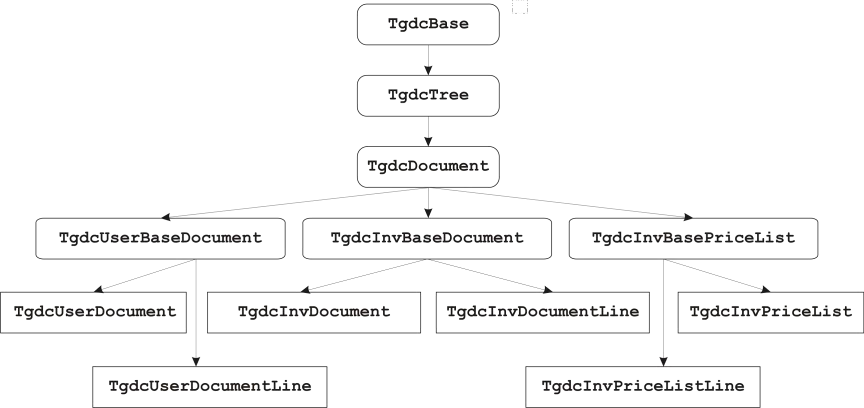 TgdcBase
TgdcTree
TgdcDocument
TgdcUserBaseDocument
TgdcInvBaseDocument
TgdcInvBasePriceList
TgdcUserDocument
TgdcInvDocument
TgdcInvDocumentLine
TgdcInvPriceList
TgdcUserDocumentLine
TgdcInvPriceListLine